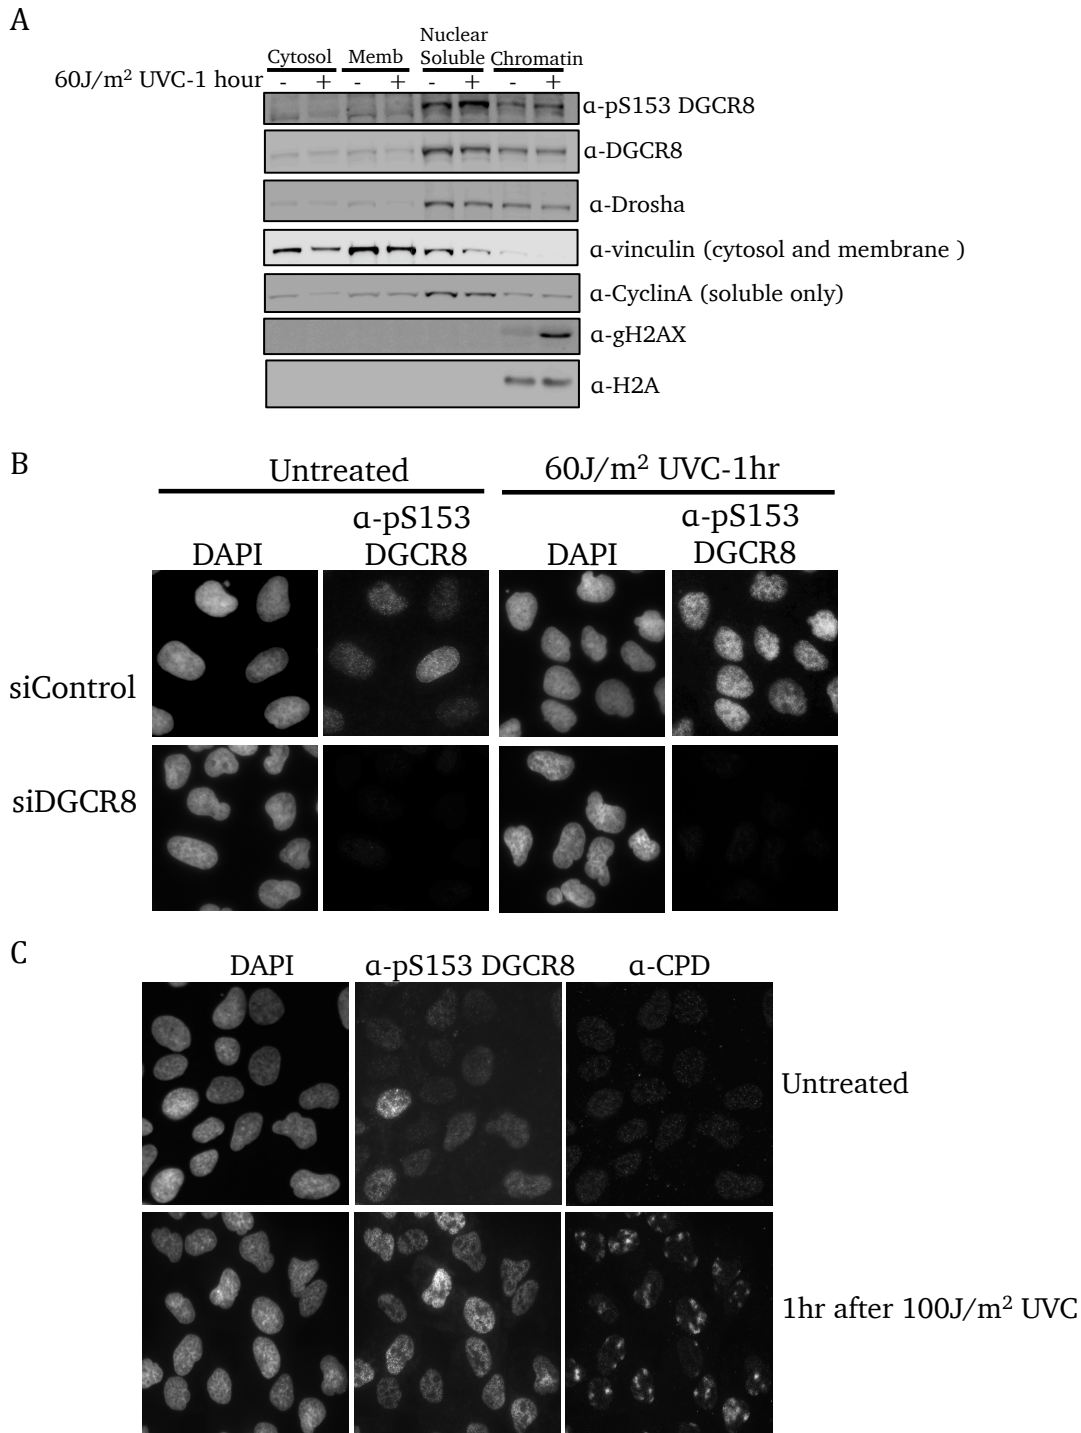 A
Cytosol Memb Nuclear Soluble Chromatin
60J/m² UVC-1 hour - + - + - + - +
ɑ-pS153 DGCR8
ɑ-DGCR8
ɑ-Drosha
ɑ-vinculin (cytosol and membrane )
ɑ-CyclinA (soluble only)
ɑ-gH2AX
ɑ-H2A
B
Untreated 60J/m² UVC-1hr
DAPI ɑ-pS153 DGCR8 DAPI ɑ-pS153 DGCR8
siControl
siDGCR8
C
DAPI ɑ-pS153 DGCR8 ɑ-CPD
Untreated
1hr after 100J/m² UVC